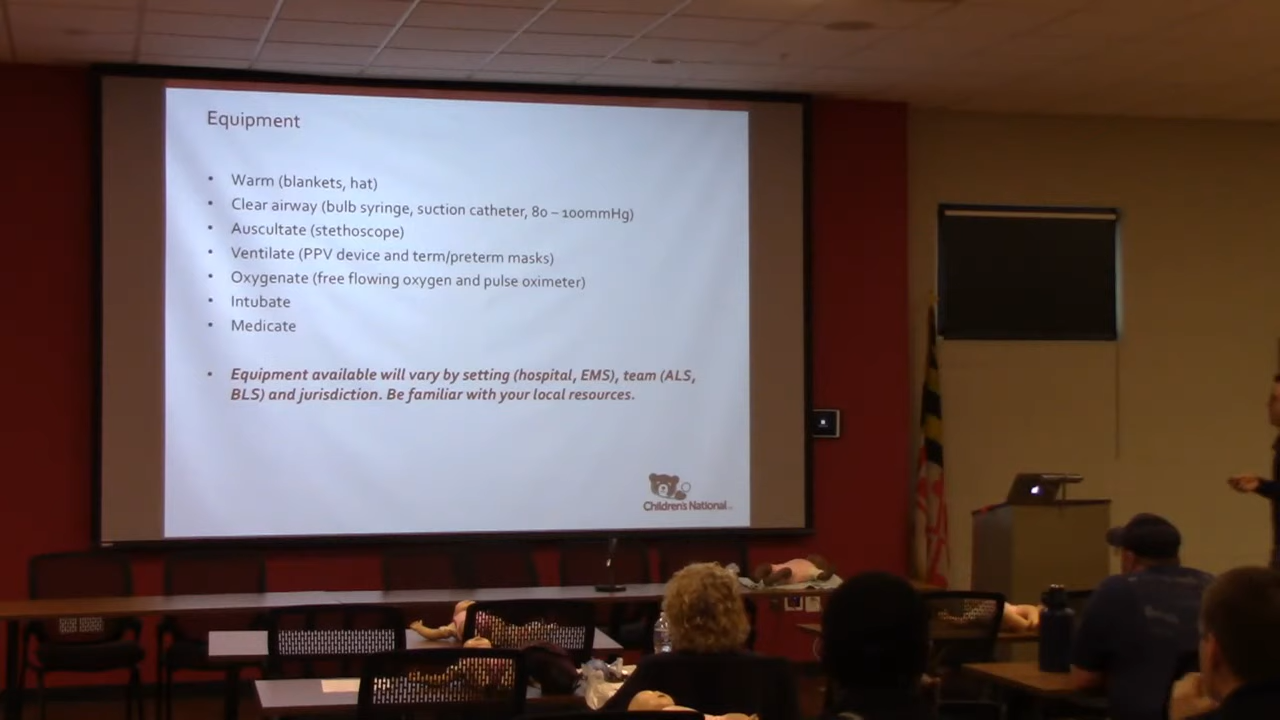 Equipment
• Warm (blankets, hat)
• Clear airway (bulb syringe, suction catheter, 80 – 100mmHg)
• Auscultate (stethoscope)
• Ventilate (PPV device and term/preterm masks)
• Oxygenate (free flowing oxygen and pulse oximeter)
• Intubate
• Medicate
• Equipment available will vary by setting (hospital, EMS), team (ALS,
BLS) and jurisdiction. Be familiar with your local resources.
Children's National